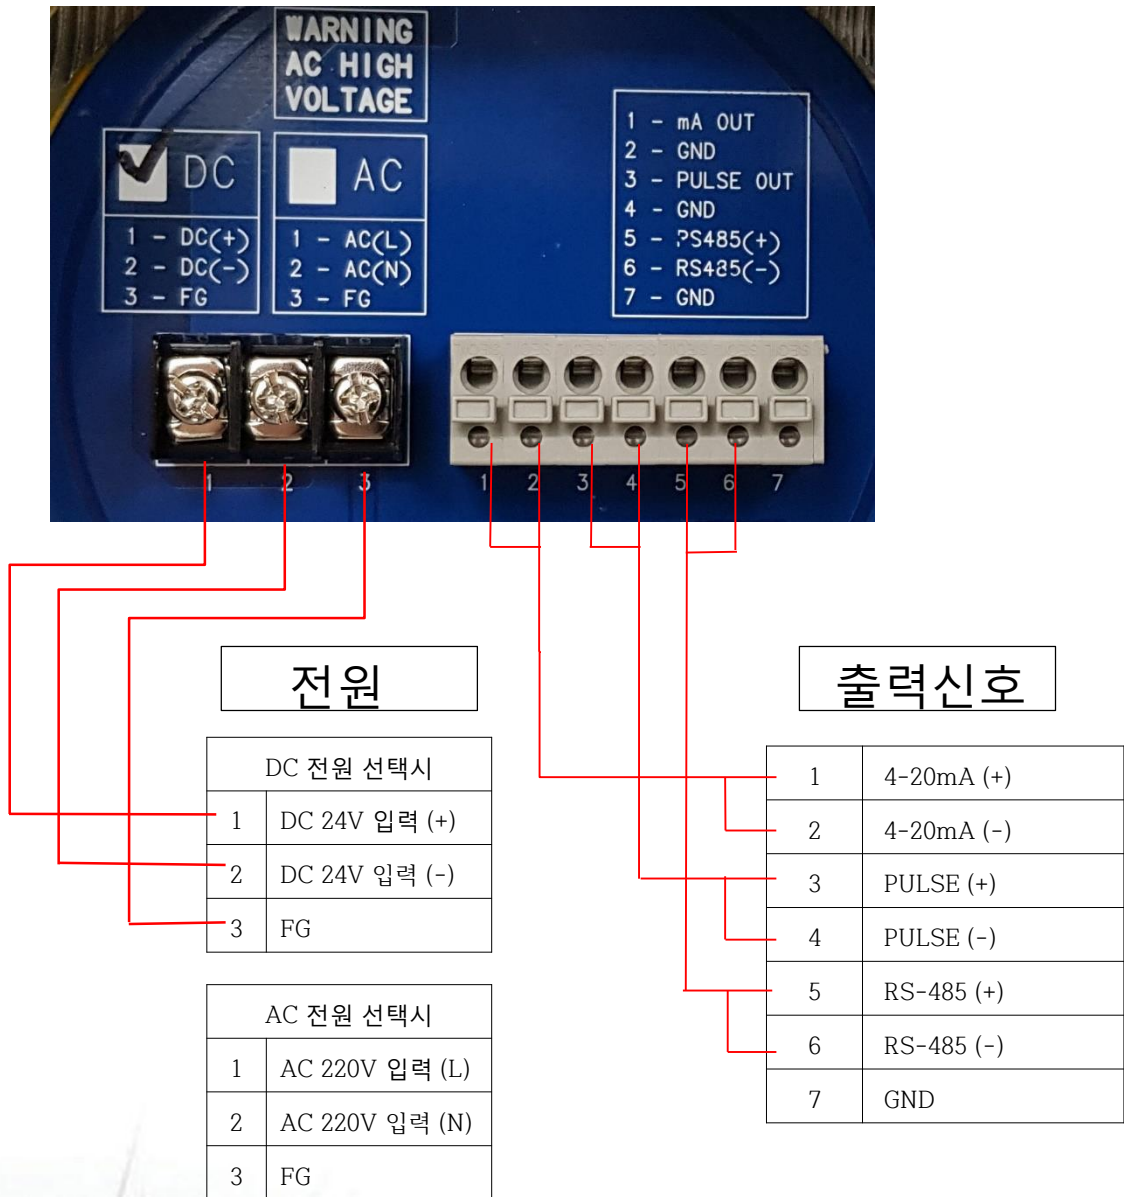 WARNING
AC HIGH
VOLTAGE
DC
AC
1 - DC(+)
2 - DC(-)
3 - FG
1 - AC(L)
2 - AC(N)
3 - FG
1 - mA OUT
2 - GND
3 - PULSE OUT
4 - GND
5 - RS485(+)
6 - RS485(-)
7 - GND
1 2 3
1 2 3 4 5 6 7
전원
DC 전원 선택시
1 DC 24V 입력 (+)
2 DC 24V 입력 (-)
3 FG
AC 전원 선택시
1 AC 220V 입력 (L)
2 AC 220V 입력 (N)
3 FG
출력신호
1 4-20mA (+)
2 4-20mA (-)
3 PULSE (+)
4 PULSE (-)
5 RS-485 (+)
6 RS-485 (-)
7 GND